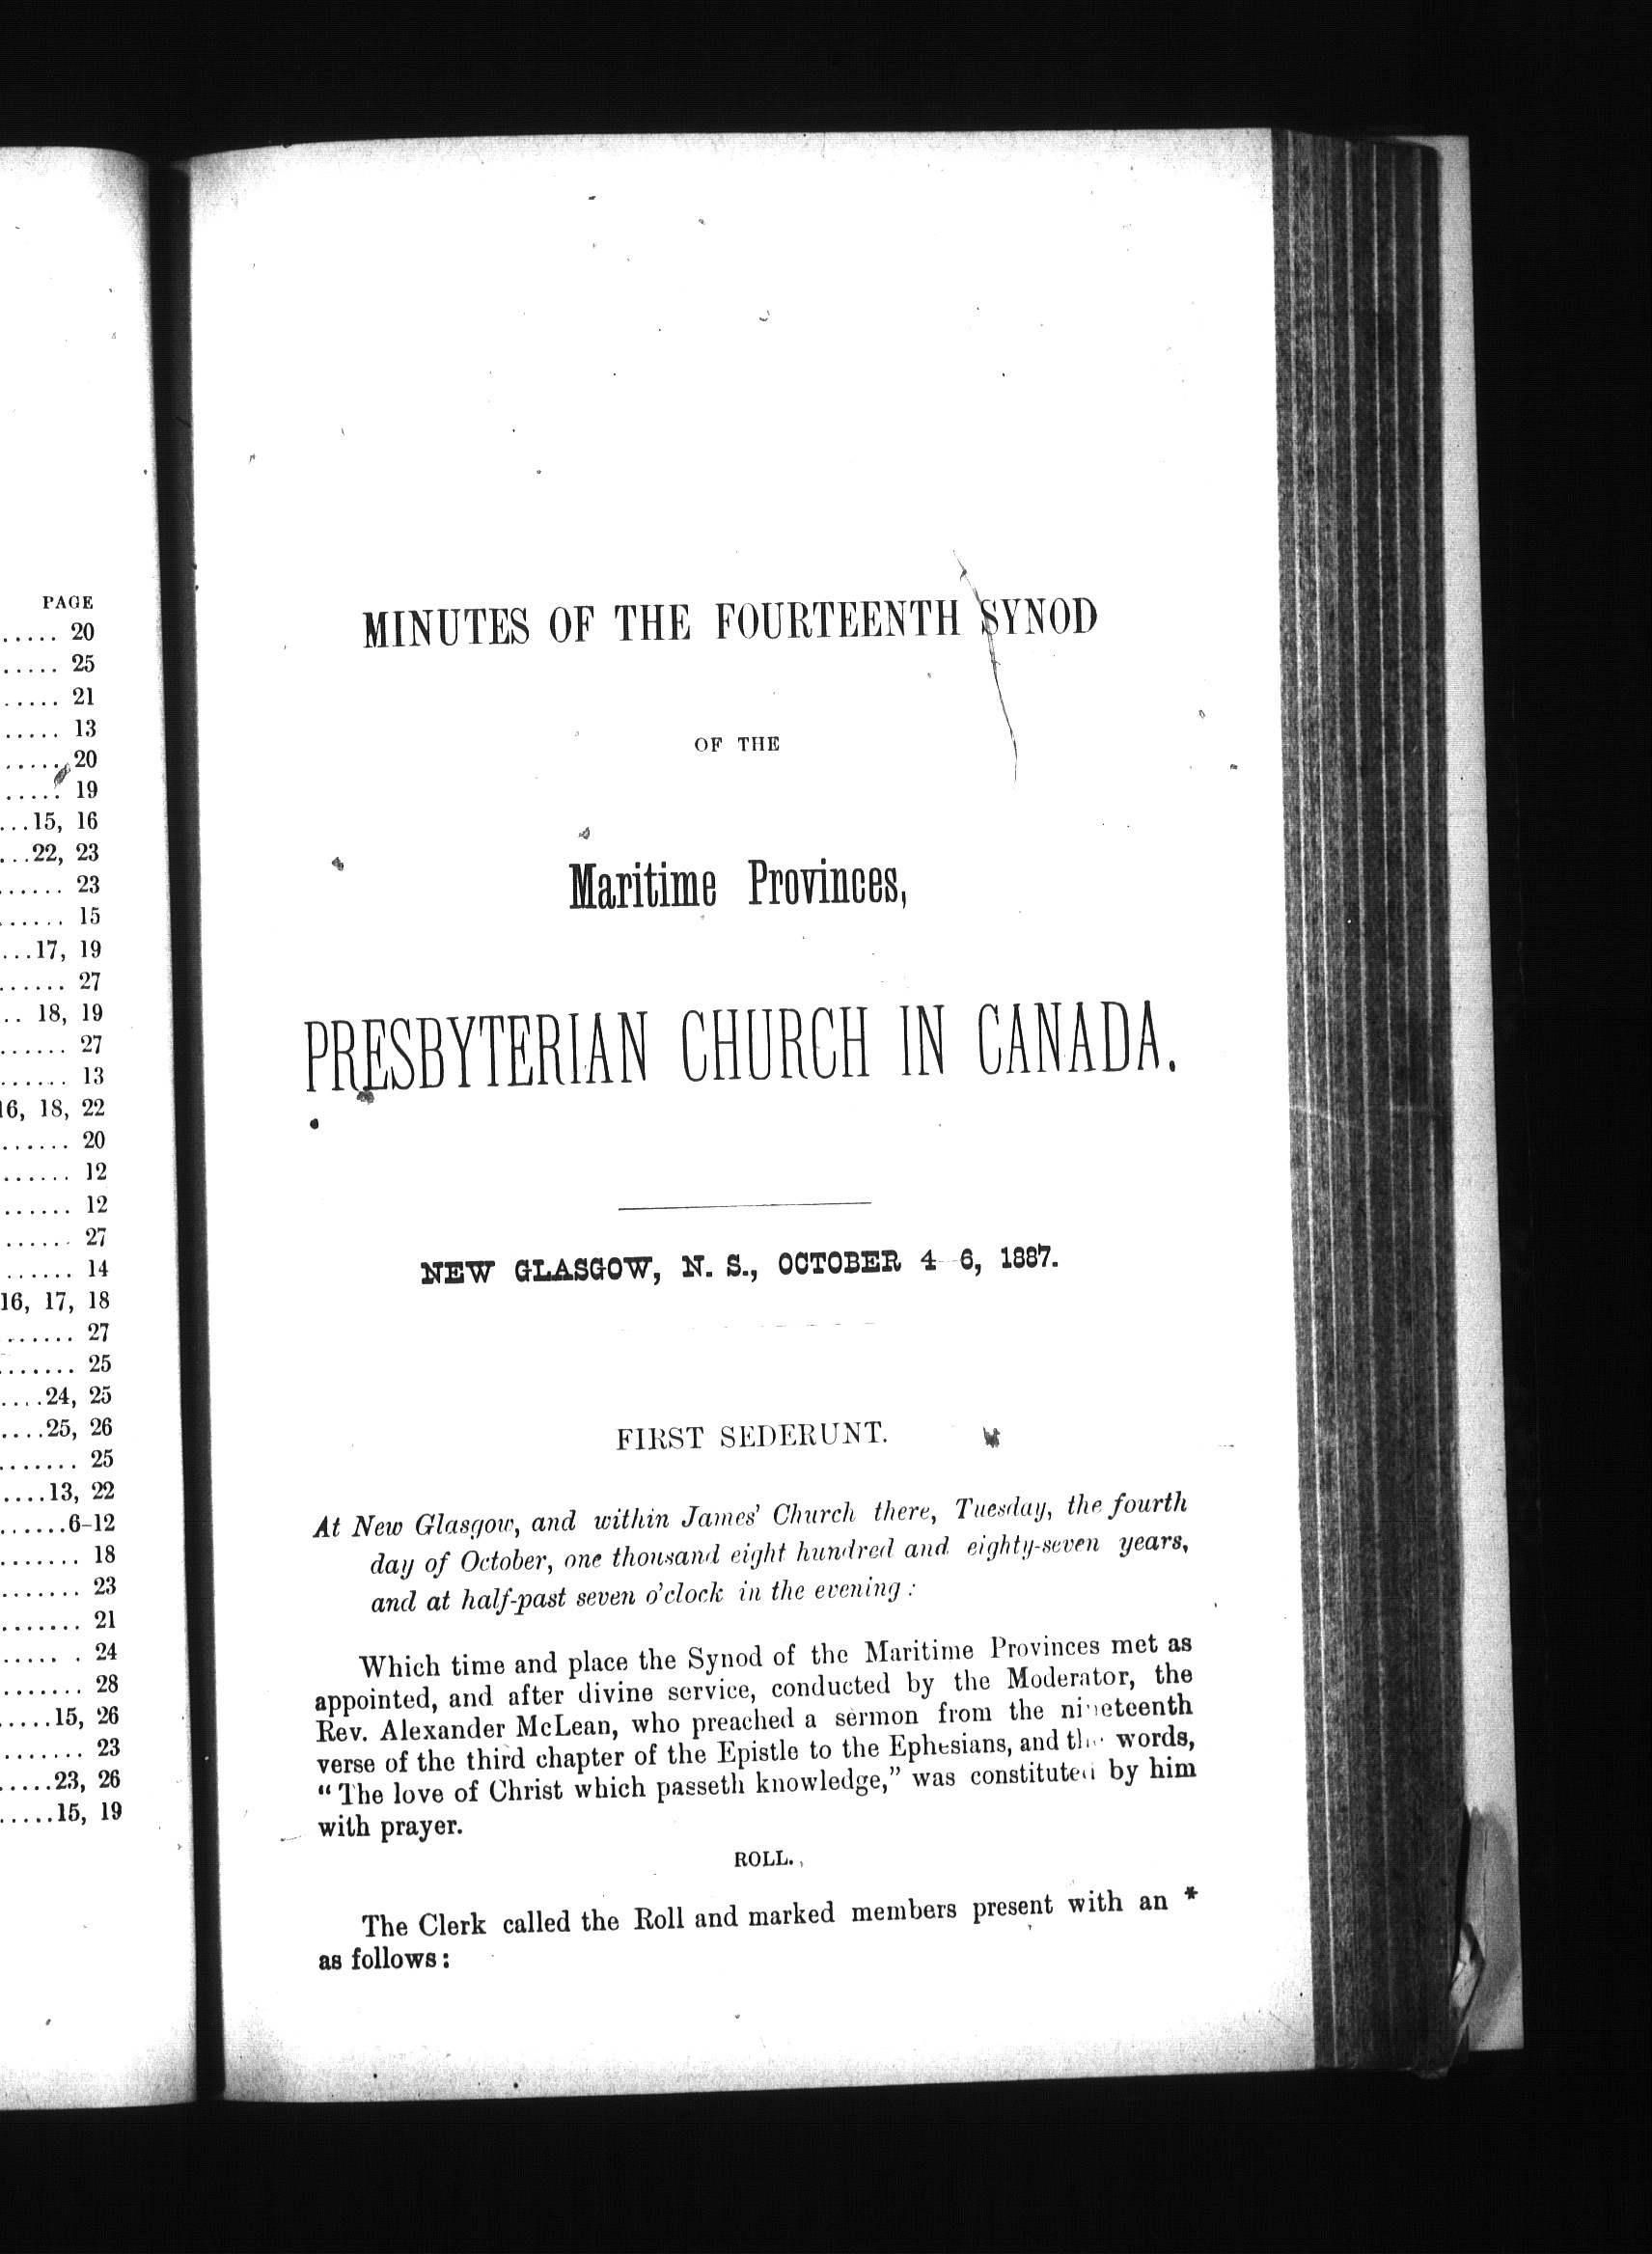 PAGE
..... 20
..... 25
..... 21
..... 13
..... 20
..... 19
...15, 16
...22, 23
...... 23
...... 15
...17, 19
...... 27
.. 18, 19
...... 27
...... 13
16, 18, 22
...... 20
...... 12
...... 12
...... 27
...... 14
16, 17, 18
....... 27
....... 25
....24, 25
....25, 26
....... 25
....13, 22
......6-12
....... 18
....... 23
....... 21
...... . 24
....... 28
.....15, 26
....... 23
.....23, 26
.....15, 19
MINUTES OF THE FOURTEENTH SYNOD
OF THE
Maritime Provinces,
PRESBYTERIAN CHURCH IN CANADA.
NEW GLASGOW, N. S., OCTOBER 4-6, 1887.
FIRST SEDERUNT.
At New Glasgow, and within James' Church there, Tuesday, the fourth
day of October, one thousand eight hundred and eighty-seven years,
and at half-past seven o'clock in the evening :
Which time and place the Synod of the Maritime Provinces met as
appointed, and after divine service, conducted by the Moderator, the
Rev. Alexander McLean, who preached a sermon from the nineteenth
verse of the third chapter of the Epistle to the Ephesians, and the words,
"The love of Christ which passeth knowledge," was constituted by him
with prayer.
ROLL.
The Clerk called the Roll and marked members present with an *
as follows: